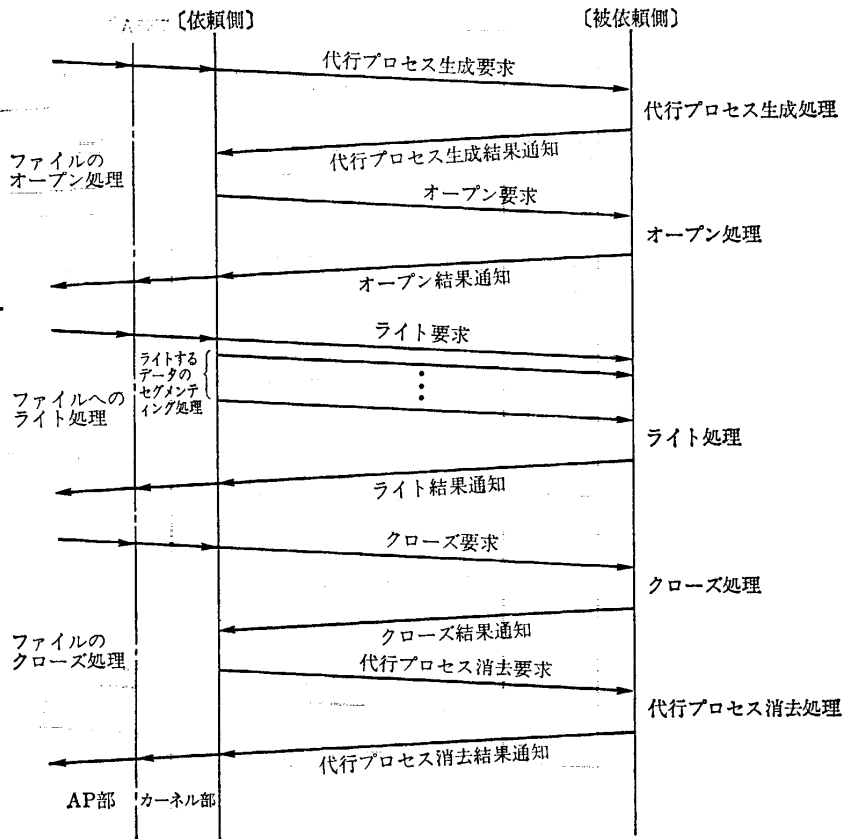 〔依頼側〕
〔被依頼側〕
代行プロセス生成要求
代行プロセス生成処理
代行プロセス生成結果通知
ファイルの
オープン処理
オープン要求
オープン処理
オープン結果通知
ライト要求
ライトする
データの
セグメンテ
ィング処理
ファイルへの
ライト処理
ライト処理
ライト結果通知
クローズ要求
クローズ処理
クローズ結果通知
ファイルの
クローズ処理
代行プロセス消去要求
代行プロセス消去処理
代行プロセス消去結果通知
AP部
カーネル部